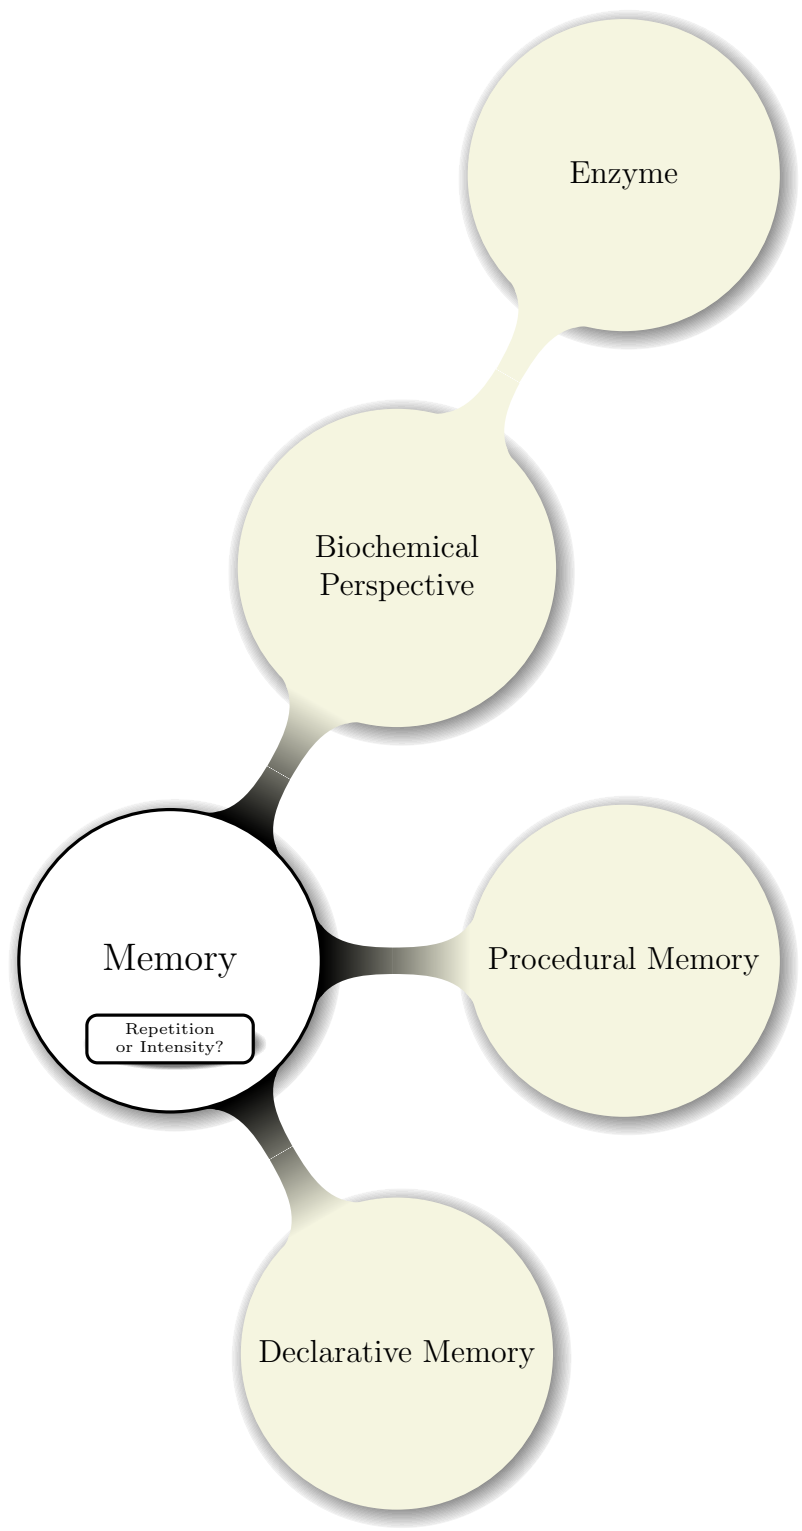 Enzyme
Biochemical
Perspective
Memory
Repetition
or Intensity?
Procedural Memory
Declarative Memory